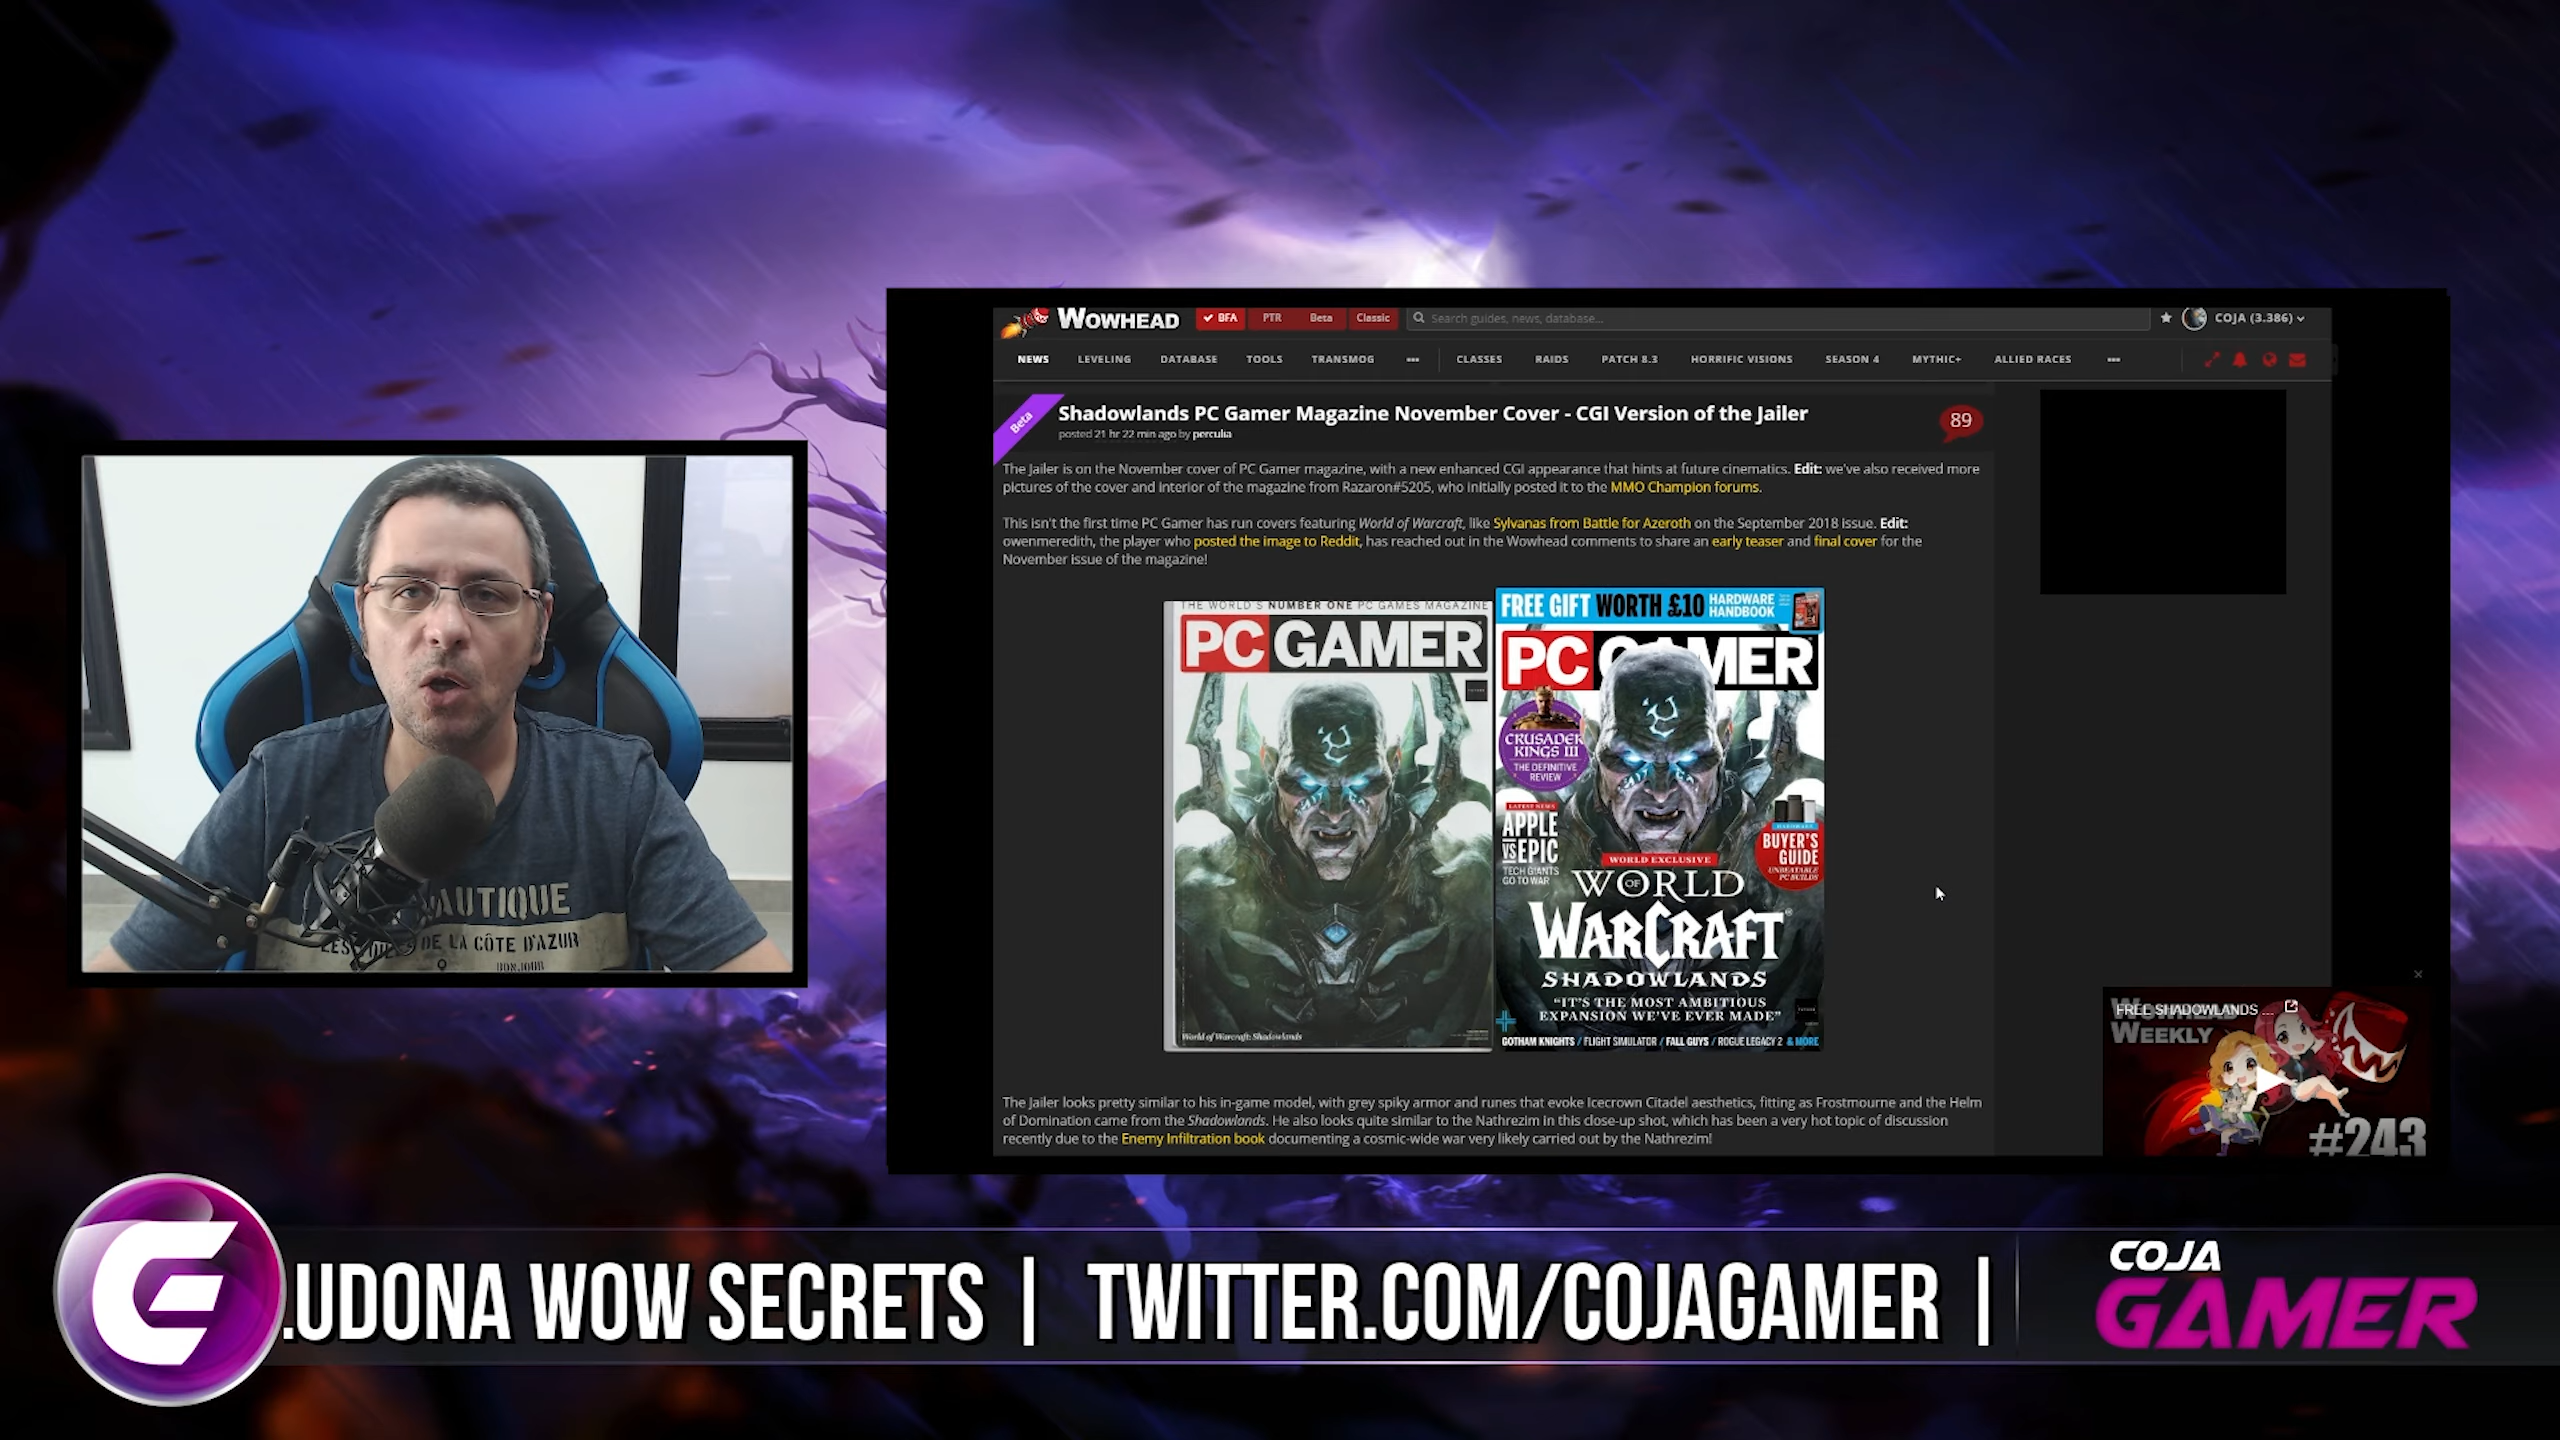 WOWHEAD
BFA PTR Beta Classic
Search guides, news, database...
COJA (3.386)
NEWS LEVELING DATABASE TOOLS TRANSMOG ••• CLASSES RAIDS PATCH 8.3 HORRIFIC VISIONS SEASON 4 MYTHIC+ ALLIED RACES •••
Beta
Shadowlands PC Gamer Magazine November Cover - CGI Version of the Jailer
posted 21 hr 22 min ago by perculia
89
The Jailer is on the November cover of PC Gamer magazine, with a new enhanced CGI appearance that hints at future cinematics. Edit: we've also received more
pictures of the cover and interior of the magazine from Razaron#5205, who initially posted it to the MMO Champion forums.
This isn't the first time PC Gamer has run covers featuring World of Warcraft, like Sylvanas from Battle for Azeroth on the September 2018 issue. Edit:
owenmeredith, the player who posted the image to Reddit, has reached out in the Wowhead comments to share an early teaser and final cover for the
November issue of the magazine!
THE WORLD'S NUMBER ONE PC GAMES MAGAZINE
PC GAMER
World of Warcraft: Shadowlands
FREE GIFT WORTH £10 HARDWARE
HANDBOOK
PC GAMER
CRUSADER
KINGS III
THE DEFINITIVE
REVIEW
LATEST NEWS
APPLE
VS EPIC
TECH GIANTS
GO TO WAR
HARDWARE
BUYER'S
GUIDE
UNBEATABLE
PC BUILDS
WORLD EXCLUSIVE
WORLD
OF
WARCRAFT
SHADOWLANDS
"IT'S THE MOST AMBITIOUS
EXPANSION WE'VE EVER MADE"
GOTHAM KNIGHTS / FLIGHT SIMULATOR / FALL GUYS / ROGUE LEGACY 2 & MORE
The Jailer looks pretty similar to his in-game model, with grey spiky armor and runes that evoke Icecrown Citadel aesthetics, fitting as Frostmourne and the Helm
of Domination came from the Shadowlands. He also looks quite similar to the Nathrezim in this close-up shot, which has been a very hot topic of discussion
recently due to the Enemy Infiltration book documenting a cosmic-wide war very likely carried out by the Nathrezim!
FREE SHADOWLANDS ...
WOWHEAD
WEEKLY
#243
AUTIQUE
DE LA CÔTE D'AZUR
BONJOUR
UDONA WOW SECRETS | TWITTER.COM/COJAGAMER |
COJA
GAMER